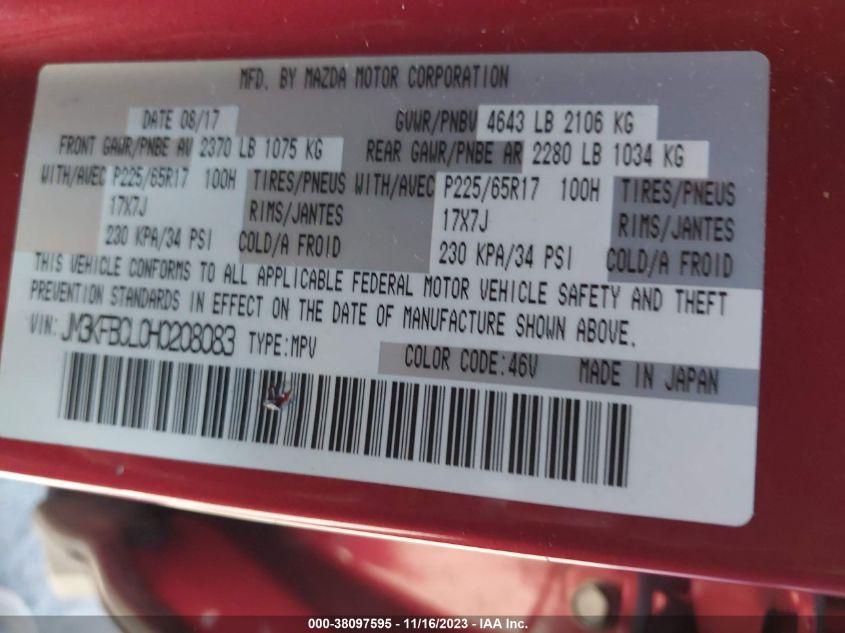 MFD. BY MAZDA MOTOR CORPORATION
DATE 08/17 GVWR/PNBV 4643 LB 2106 KG
FRONT GAWR/PNBE AV 2370 LB 1075 KG REAR GAWR/PNBE AR 2280 LB 1034 KG
WITH/AVEC P225/65R17 100H TIRES/PNEUS WITH/AVEC P225/65R17 100H TIRES/PNEUS
17X7J RIMS/JANTES 17X7J RIMS/JANTES
230 KPA/34 PSI COLD/A FROID 230 KPA/34 PSI COLD/A FROID
THIS VEHICLE CONFORMS TO ALL APPLICABLE FEDERAL MOTOR VEHICLE SAFETY AND THEFT
PREVENTION STANDARDS IN EFFECT ON THE DATE OF MANUFACTURE SHOWN ABOVE.
VIN: JM3KFBCL0H0208083 TYPE:MPV COLOR CODE:46V MADE IN JAPAN
000-38097595 - 11/16/2023 - IAA Inc.